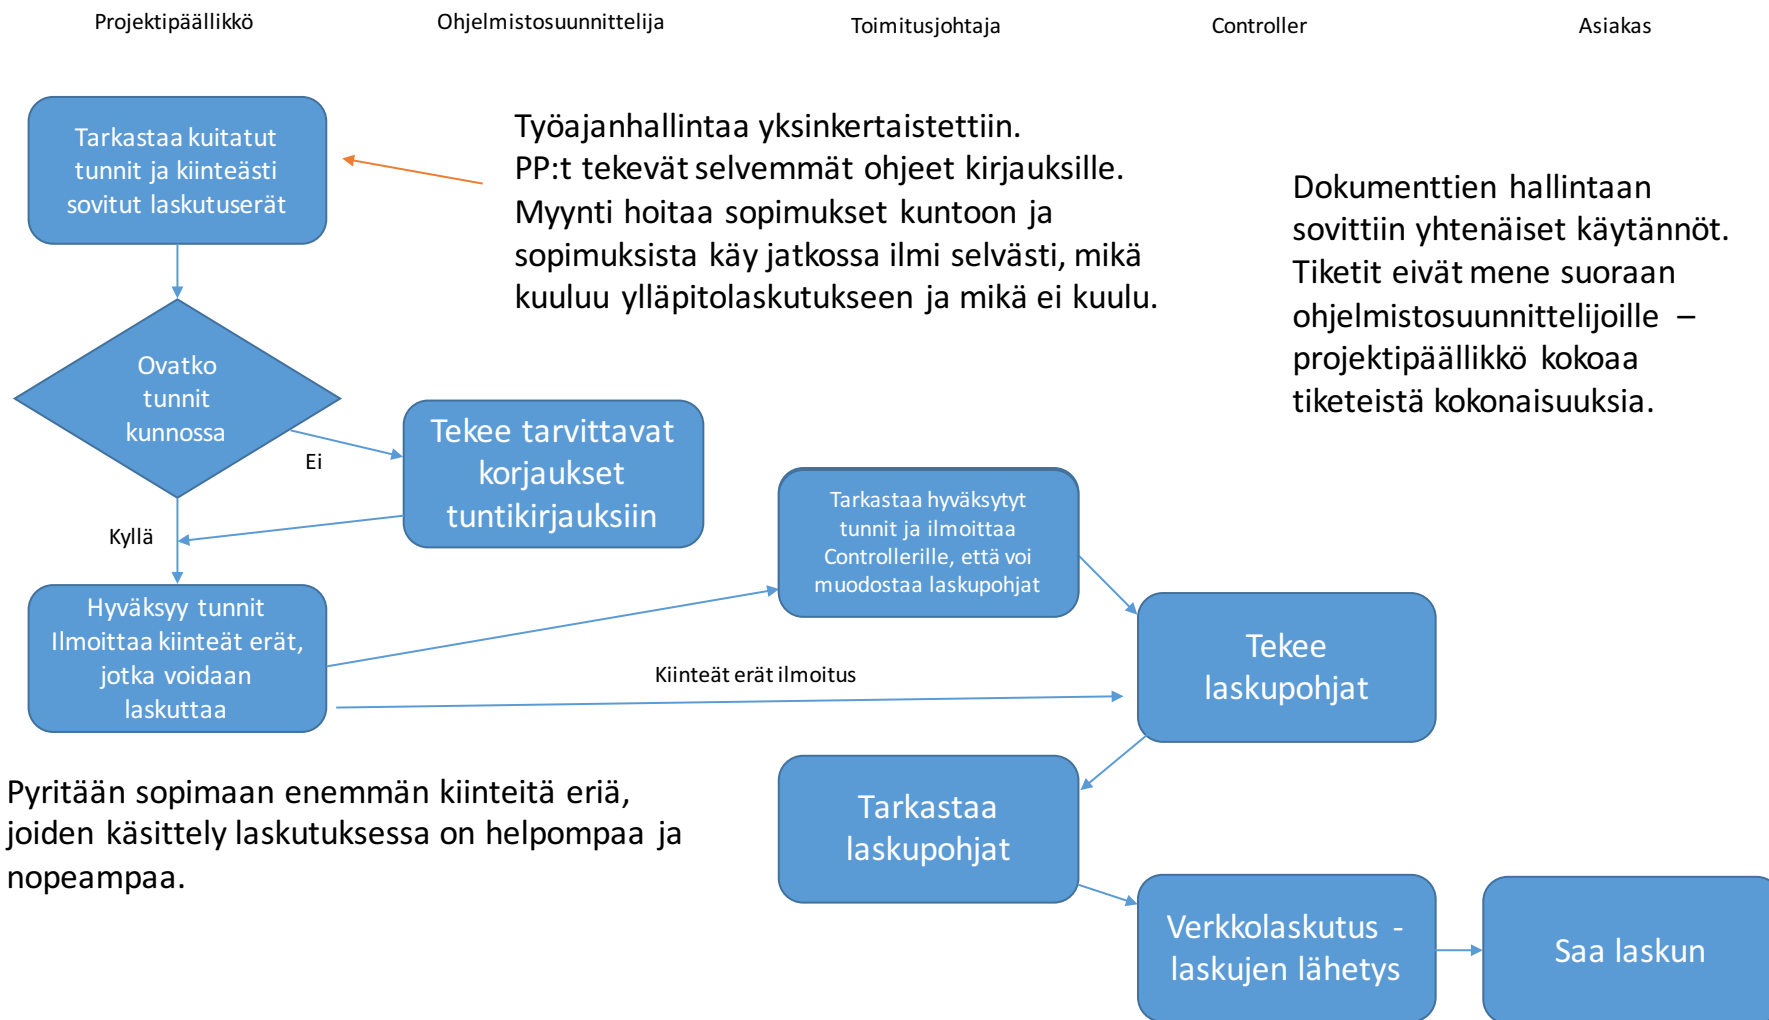 Projektipäällikkö
Ohjelmistosuunnittelija
Toimitusjohtaja
Controller
Asiakas
Tarkastaa kuitatut
tunnit ja kiinteästi
sovitut laskutuserät
Työajanhallintaa yksinkertaistettiin.
PP:t tekevät selvemmät ohjeet kirjauksille.
Myynti hoitaa sopimukset kuntoon ja
sopimuksista käy jatkossa ilmi selvästi, mikä
kuuluu ylläpitolaskutukseen ja mikä ei kuulu.
Dokumenttien hallintaan
sovittiin yhtenäiset käytännöt.
Tiketit eivät mene suoraan
ohjelmistosuunnittelijoille –
projektipäällikkö kokoaa
tiketeistä kokonaisuuksia.
Ovatko
tunnit
kunnossa
Ei
Tekee tarvittavat
korjaukset
tuntikirjauksiin
Kyllä
Tarkastaa hyväksytyt
tunnit ja ilmoittaa
Controllerille, että voi
muodostaa laskupohjat
Hyväksyy tunnit
Ilmoittaa kiinteät erät,
jotka voidaan
laskuttaa
Kiinteät erät ilmoitus
Tekee
laskupohjat
Pyritään sopimaan enemmän kiinteitä eriä,
joiden käsittely laskutuksessa on helpompaa ja
nopeampaa.
Tarkastaa
laskupohjat
Verkkolaskutus -
laskujen lähetys
Saa laskun